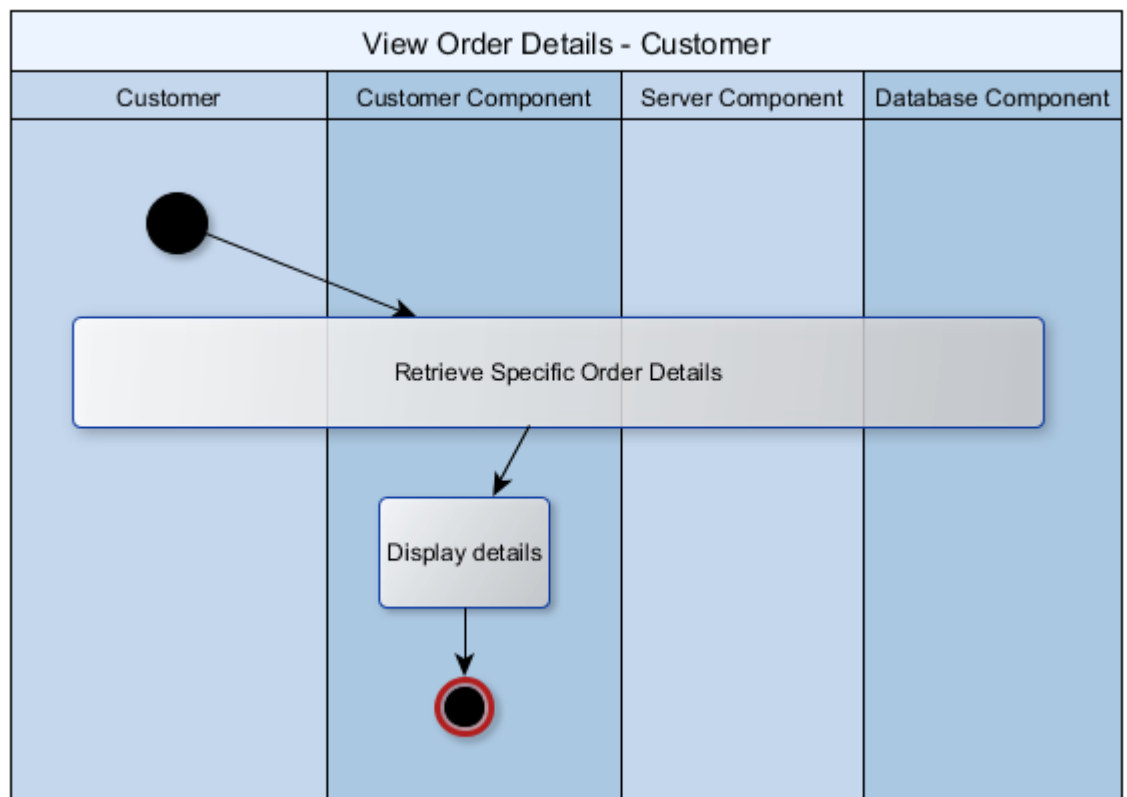 View Order Details - Customer
Customer
Customer Component
Server Component
Database Component
Retrieve Specific Order Details
Display details